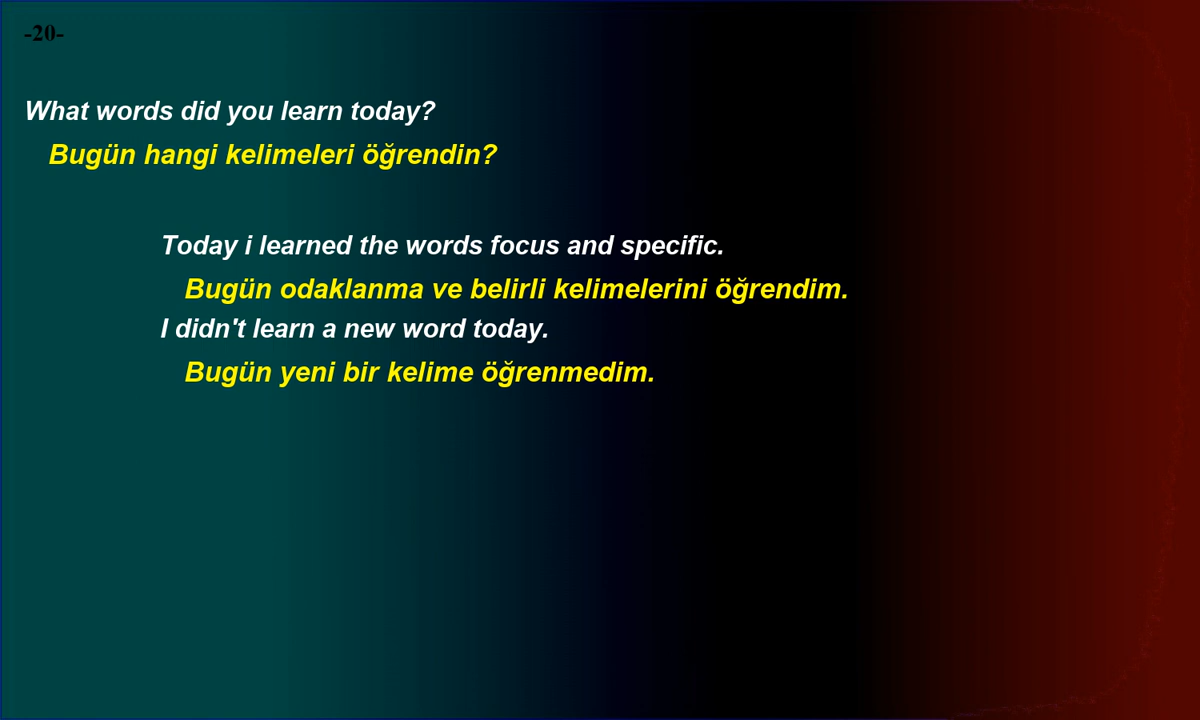 -20-
What words did you learn today?
Bugün hangi kelimeleri öğrendin?
Today i learned the words focus and specific.
Bugün odaklanma ve belirli kelimelerini öğrendim.
I didn't learn a new word today.
Bugün yeni bir kelime öğrenmedim.